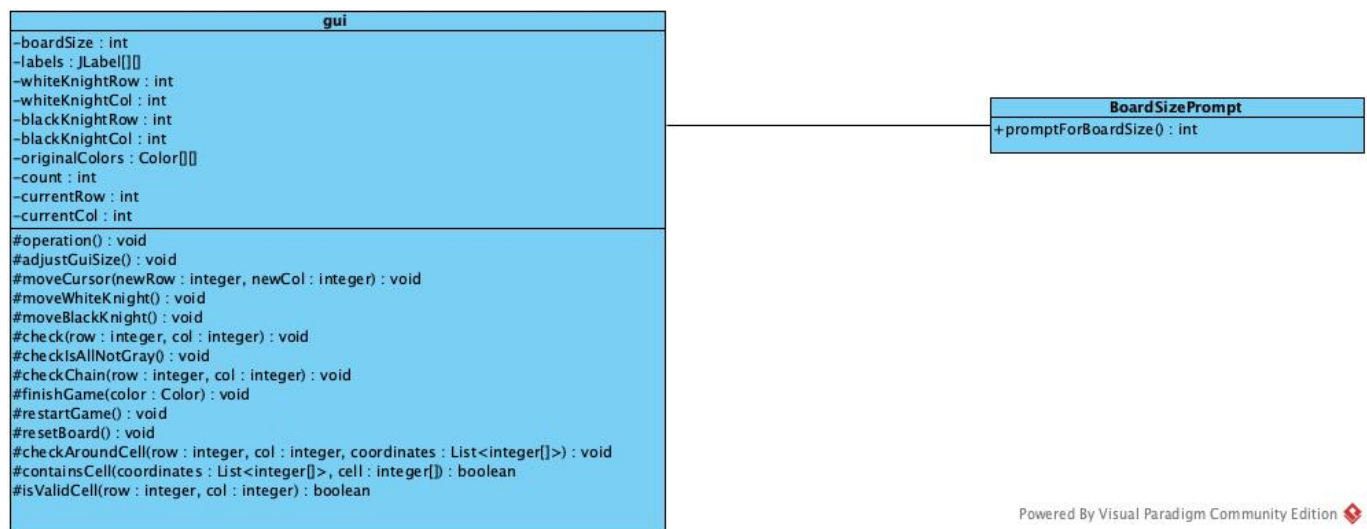 gui
-boardSize : int
-labels : JLabel[][]
-whiteKnightRow : int
-whiteKnightCol : int
-blackKnightRow : int
-blackKnightCol : int
-originalColors : Color[][]
-count : int
-currentRow : int
-currentCol : int
#operation() : void
#adjustGuiSize() : void
#moveCursor(newRow : integer, newCol : integer) : void
#moveWhiteKnight() : void
#moveBlackKnight() : void
#check(row : integer, col : integer) : void
#checkIsAllNotGray() : void
#checkChain(row : integer, col : integer) : void
#finishGame(color : Color) : void
#restartGame() : void
#resetBoard() : void
#checkAroundCell(row : integer, col : integer, coordinates : List<integer[]>) : void
#containsCell(coordinates : List<integer[]>, cell : integer[]) : boolean
#isValidCell(row : integer, col : integer) : boolean
BoardSizePrompt
+promptForBoardSize() : int
Powered By Visual Paradigm Community Edition